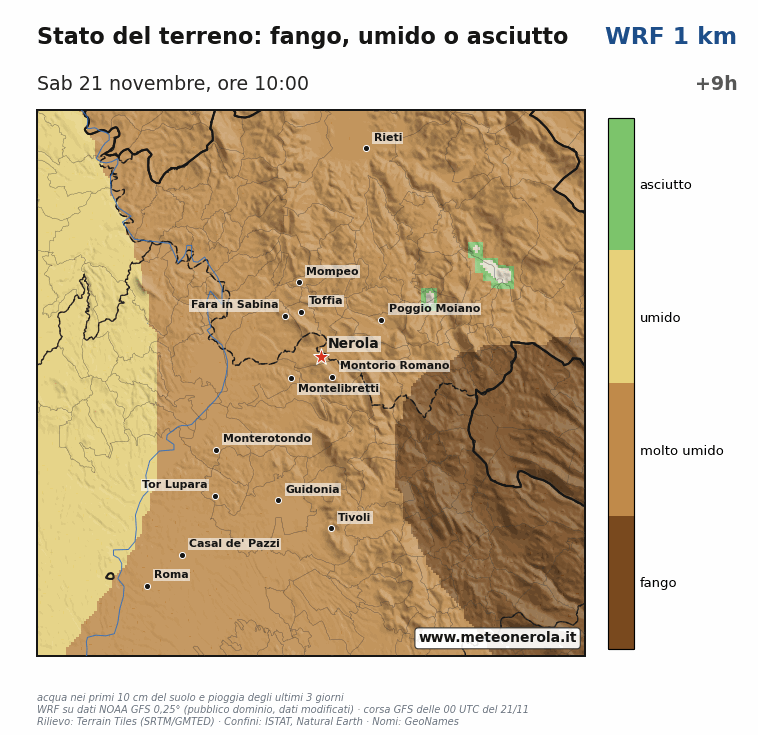 Stato del terreno: fango, umido o asciutto
WRF 1 km
Sab 21 novembre, ore 10:00
+9h
Rieti
Mompeo
Fara in Sabina
Toffia
Poggio Moiano
Nerola
Montorio Romano
Montelibretti
Monterotondo
Tor Lupara
Guidonia
Tivoli
Casal de' Pazzi
Roma
www.meteonerola.it
asciutto
umido
molto umido
fango
acqua nei primi 10 cm del suolo e pioggia degli ultimi 3 giorni
WRF su dati NOAA GFS 0,25° (pubblico dominio, dati modificati) · corsa GFS delle 00 UTC del 21/11
Rilievo: Terrain Tiles (SRTM/GMTED) · Confini: ISTAT, Natural Earth · Nomi: GeoNames